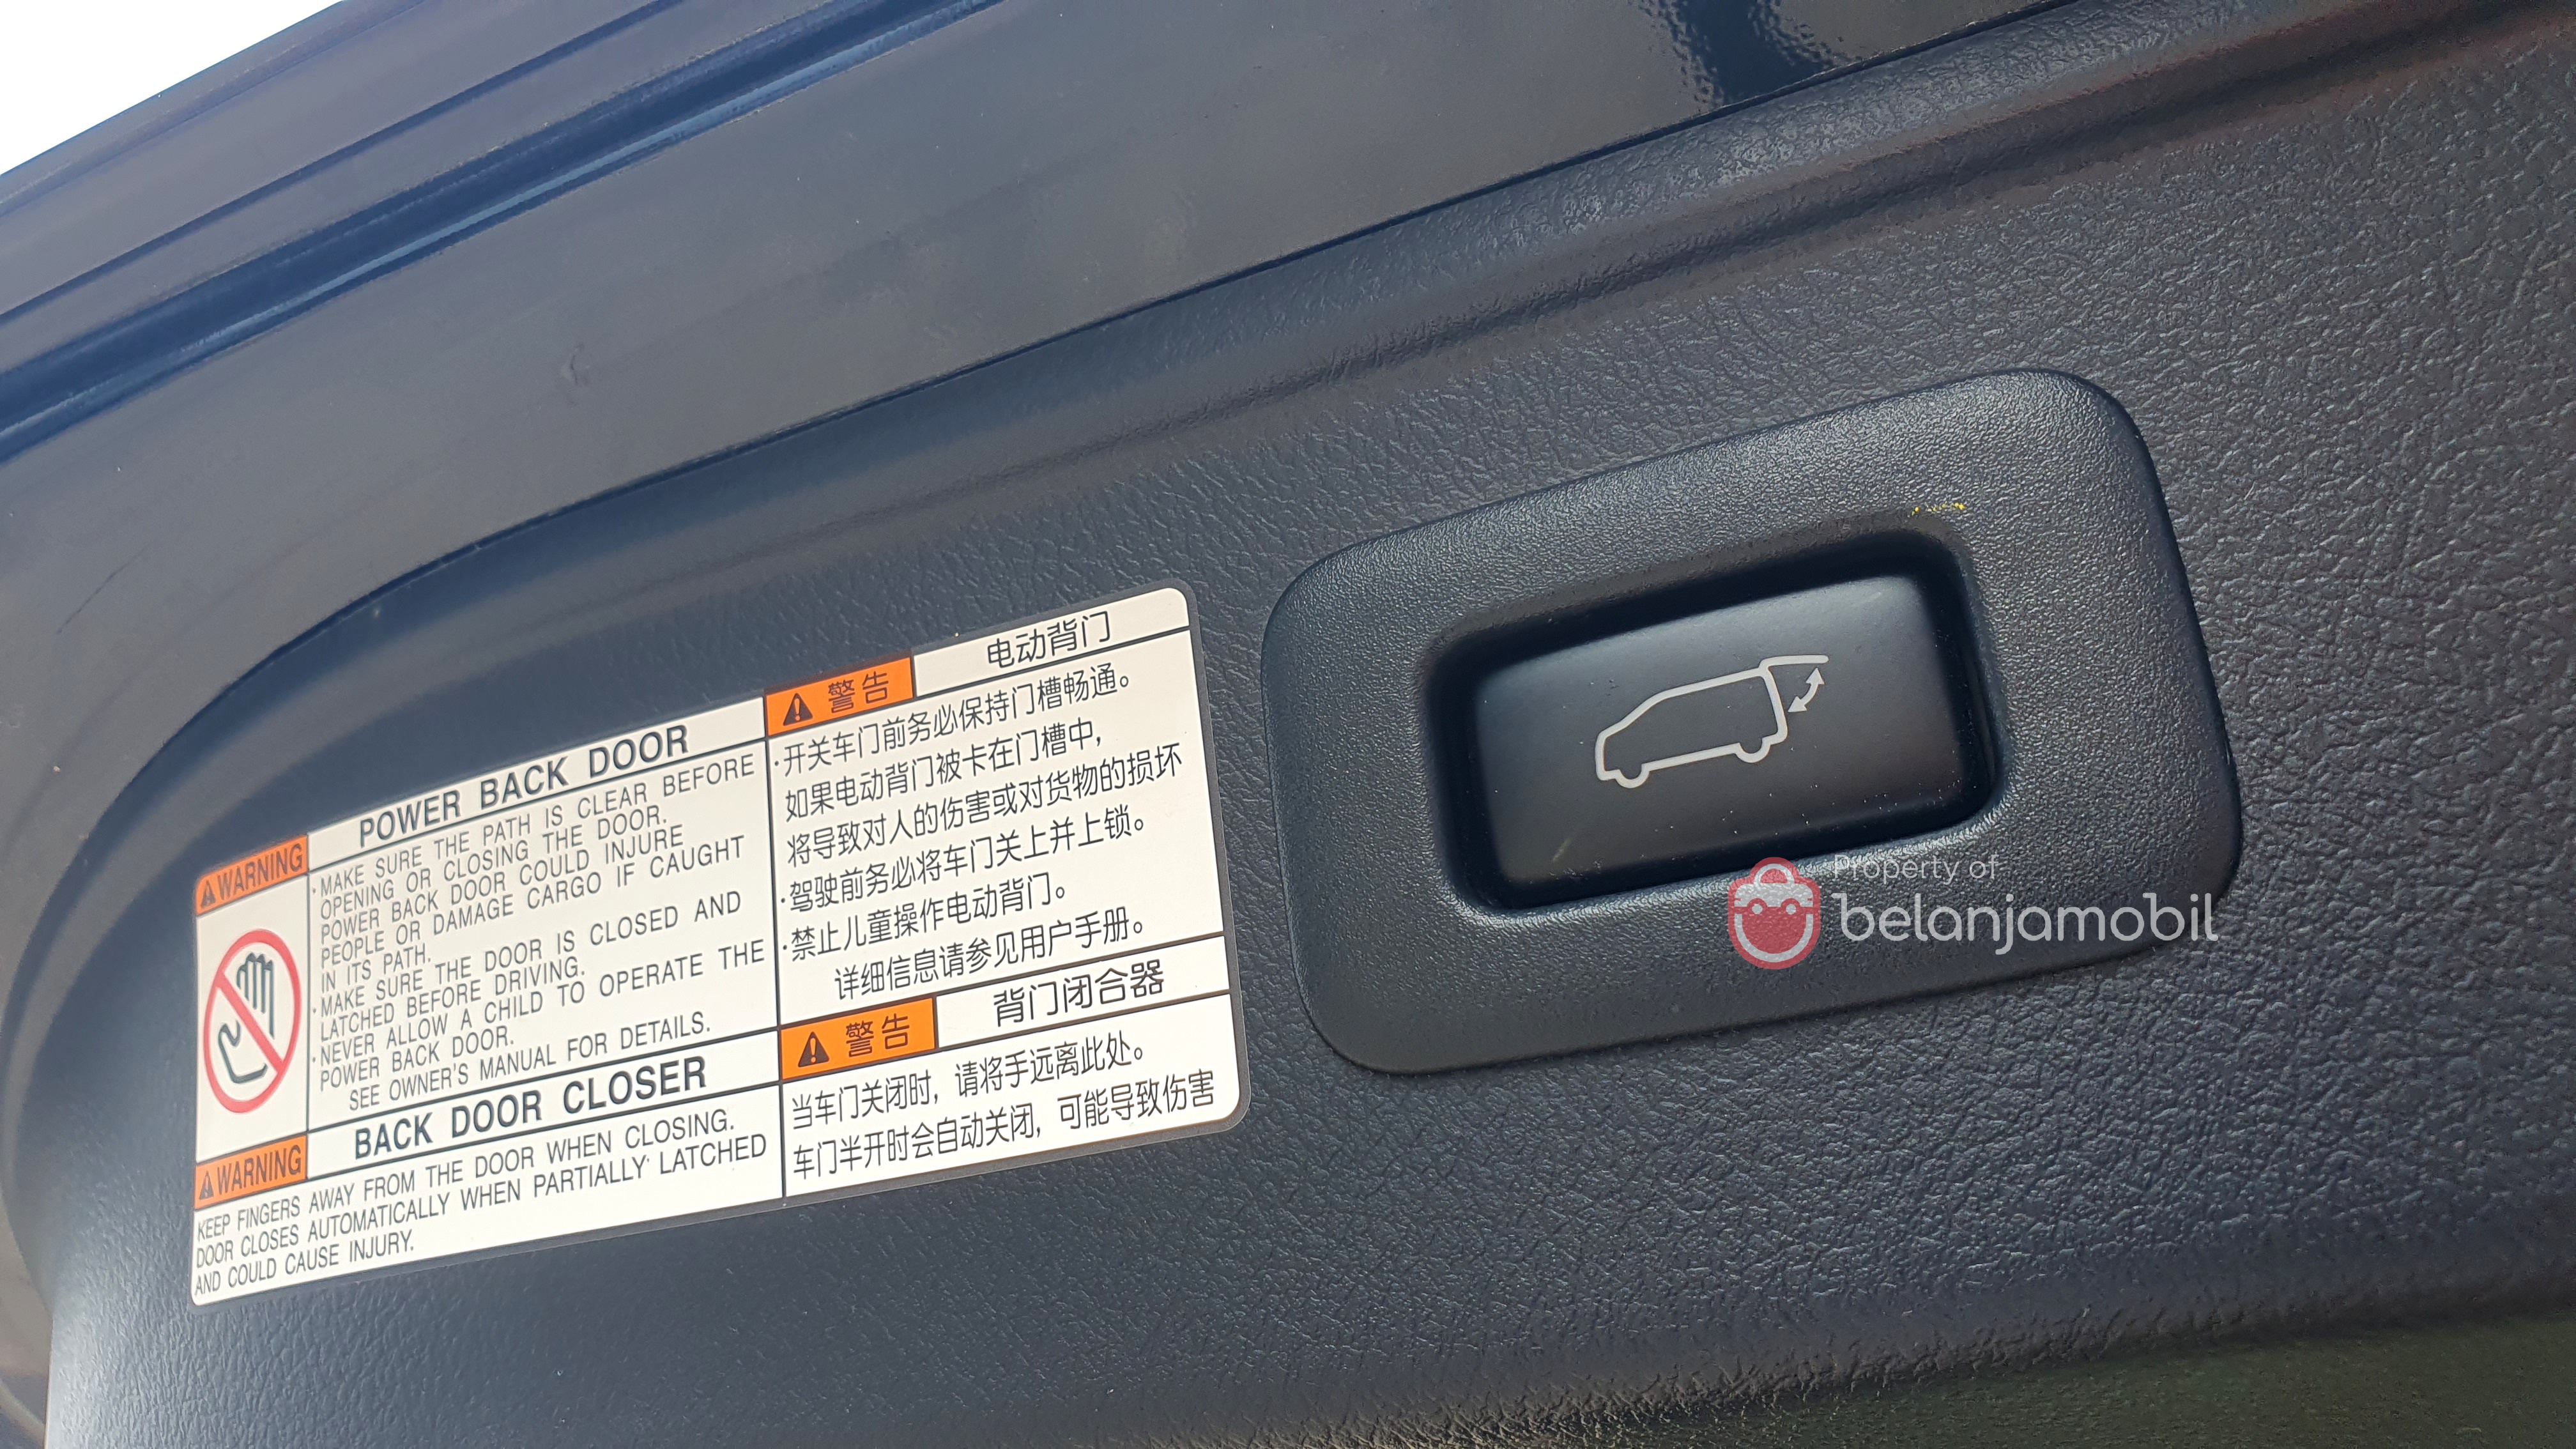 WARNING
POWER BACK DOOR
·MAKE SURE THE PATH IS CLEAR BEFORE
OPENING OR CLOSING THE DOOR.
POWER BACK DOOR COULD INJURE
PEOPLE OR DAMAGE CARGO IF CAUGHT
IN ITS PATH.
·MAKE SURE THE DOOR IS CLOSED AND
LATCHED BEFORE DRIVING.
·NEVER ALLOW A CHILD TO OPERATE THE
POWER BACK DOOR.
SEE OWNER'S MANUAL FOR DETAILS.
WARNING
BACK DOOR CLOSER
KEEP FINGERS AWAY FROM THE DOOR WHEN CLOSING.
DOOR CLOSES AUTOMATICALLY WHEN PARTIALLY LATCHED
AND COULD CAUSE INJURY.
警告
电动背门
·开关车门前务必保持门槽畅通。
如果电动背门被卡在门槽中,
将导致对人的伤害或对货物的损坏
·驾驶前务必将车门关上并上锁。
·禁止儿童操作电动背门。
详细信息请参见用户手册。
警告
背门闭合器
当车门关闭时, 请将手远离此处。
车门半开时会自动关闭, 可能导致伤害
Property of
belanjamobil